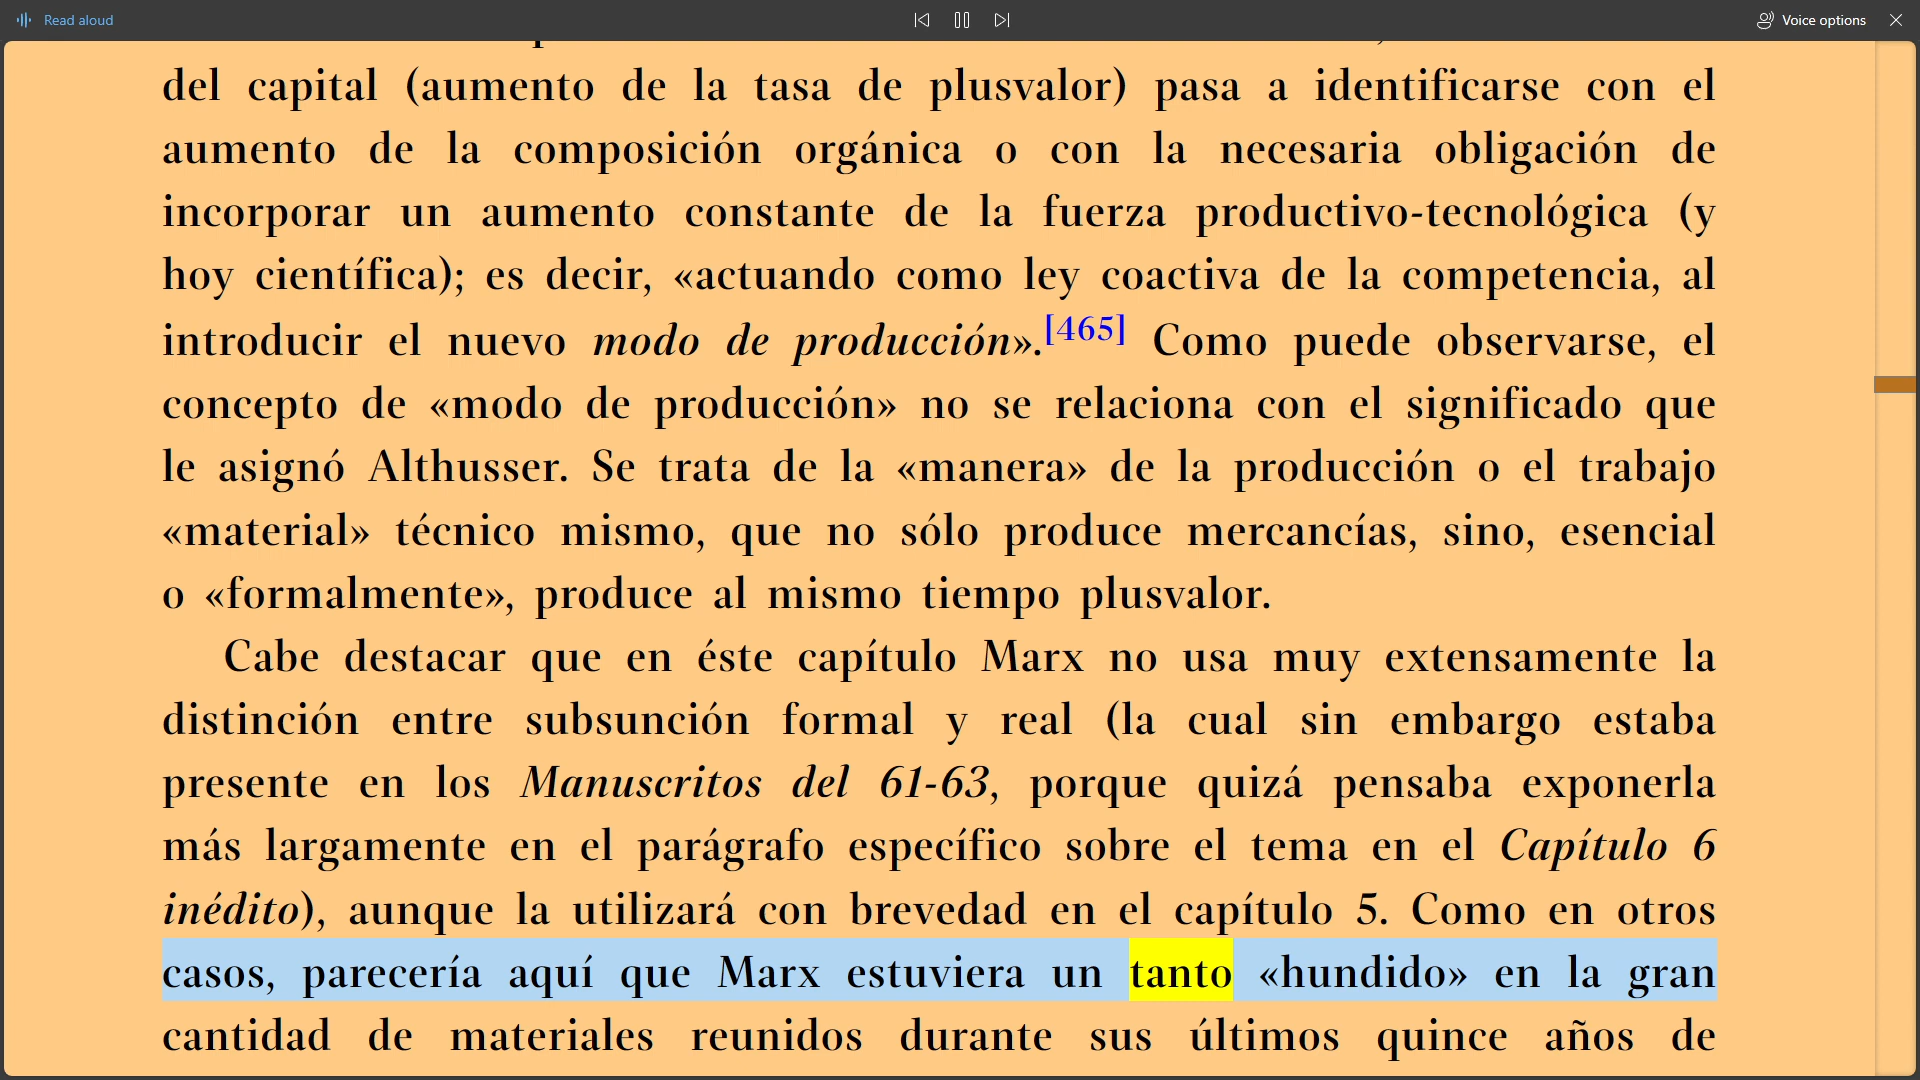 Read aloud
Voice options
del capital (aumento de la tasa de plusvalor) pasa a identificarse con el
aumento de la composición orgánica o con la necesaria obligación de
incorporar un aumento constante de la fuerza productivo-tecnológica (y
hoy científica); es decir, «actuando como ley coactiva de la competencia, al
introducir el nuevo modo de producción».[465] Como puede observarse, el
concepto de «modo de producción» no se relaciona con el significado que
le asignó Althusser. Se trata de la «manera» de la producción o el trabajo
«material» técnico mismo, que no sólo produce mercancías, sino, esencial
o «formalmente», produce al mismo tiempo plusvalor.
Cabe destacar que en éste capítulo Marx no usa muy extensamente la
distinción entre subsunción formal y real (la cual sin embargo estaba
presente en los Manuscritos del 61-63, porque quizá pensaba exponerla
más largamente en el parágrafo específico sobre el tema en el Capítulo 6
inédito), aunque la utilizará con brevedad en el capítulo 5. Como en otros
casos, parecería aquí que Marx estuviera un tanto «hundido» en la gran
cantidad de materiales reunidos durante sus últimos quince años de